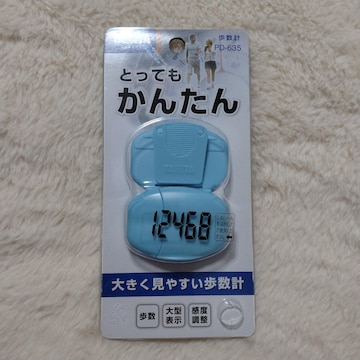 歩数計
PD-635
とっても
かんたん
TANITA
12468
大きく見やすい歩数計
歩数
大型
表示
感度
調整